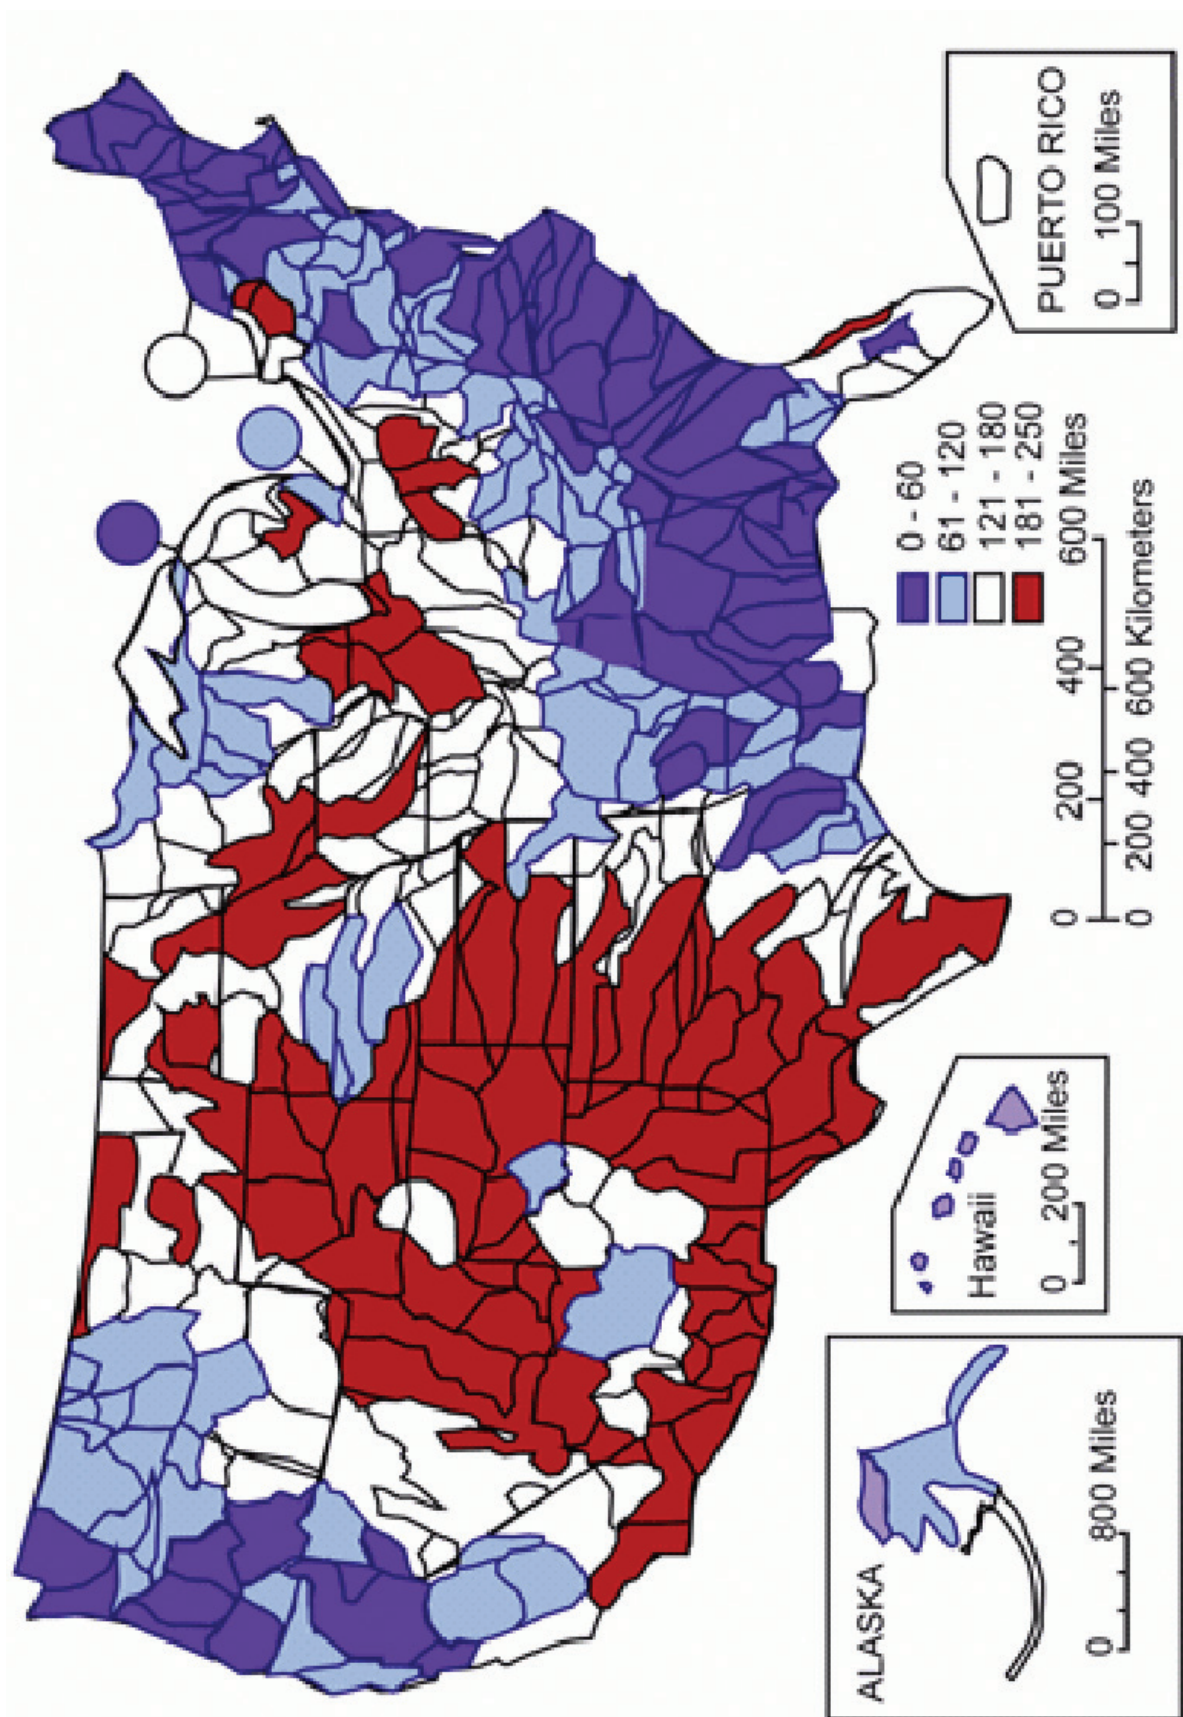 PUERTO RICO
0 100 Miles
0 - 60
61 - 120
121 - 180
181 - 250
0 200 400 600 Miles
0 200 400 600 Kilometers
Hawaii
0 200 Miles
ALASKA
0 800 Miles